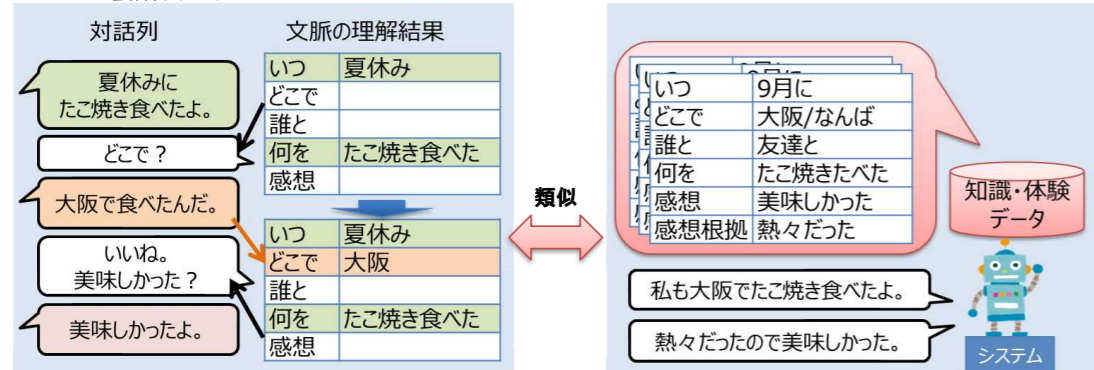 対話列
文脈の理解結果
夏休みに
たこ焼き食べたよ。
どこで？
大阪で食べたんだ。
いいね。
美味しかった？
美味しかったよ。
いつ 夏休み
どこで
誰と
何を たこ焼き食べた
感想
いつ 夏休み
どこで 大阪
誰と
何を たこ焼き食べた
感想
類似
いつ 9月に
どこで 大阪/なんば
誰と 友達と
何を たこ焼きたべた
感想 美味しかった
感想根拠 熱々だった
知識・体験
データ
私も大阪でたこ焼き食べたよ。
熱々だったので美味しかった。
システム